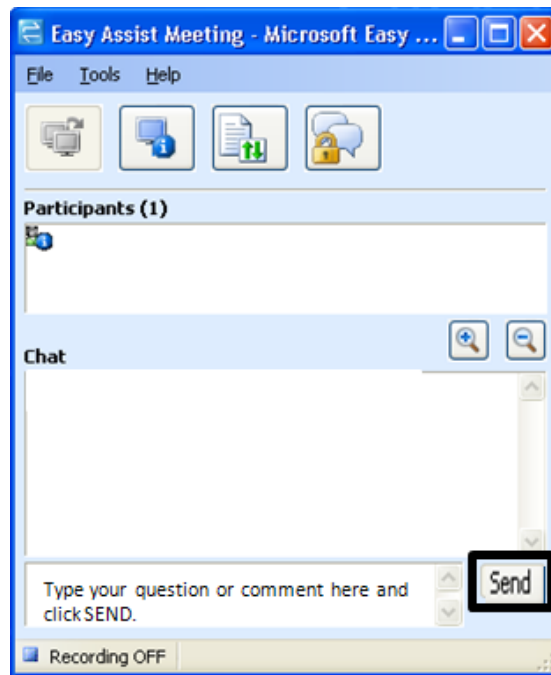 Easy Assist Meeting - Microsoft Easy ...
File Tools Help
Participants (1)
Chat
Type your question or comment here and
click SEND.
Send
Recording OFF